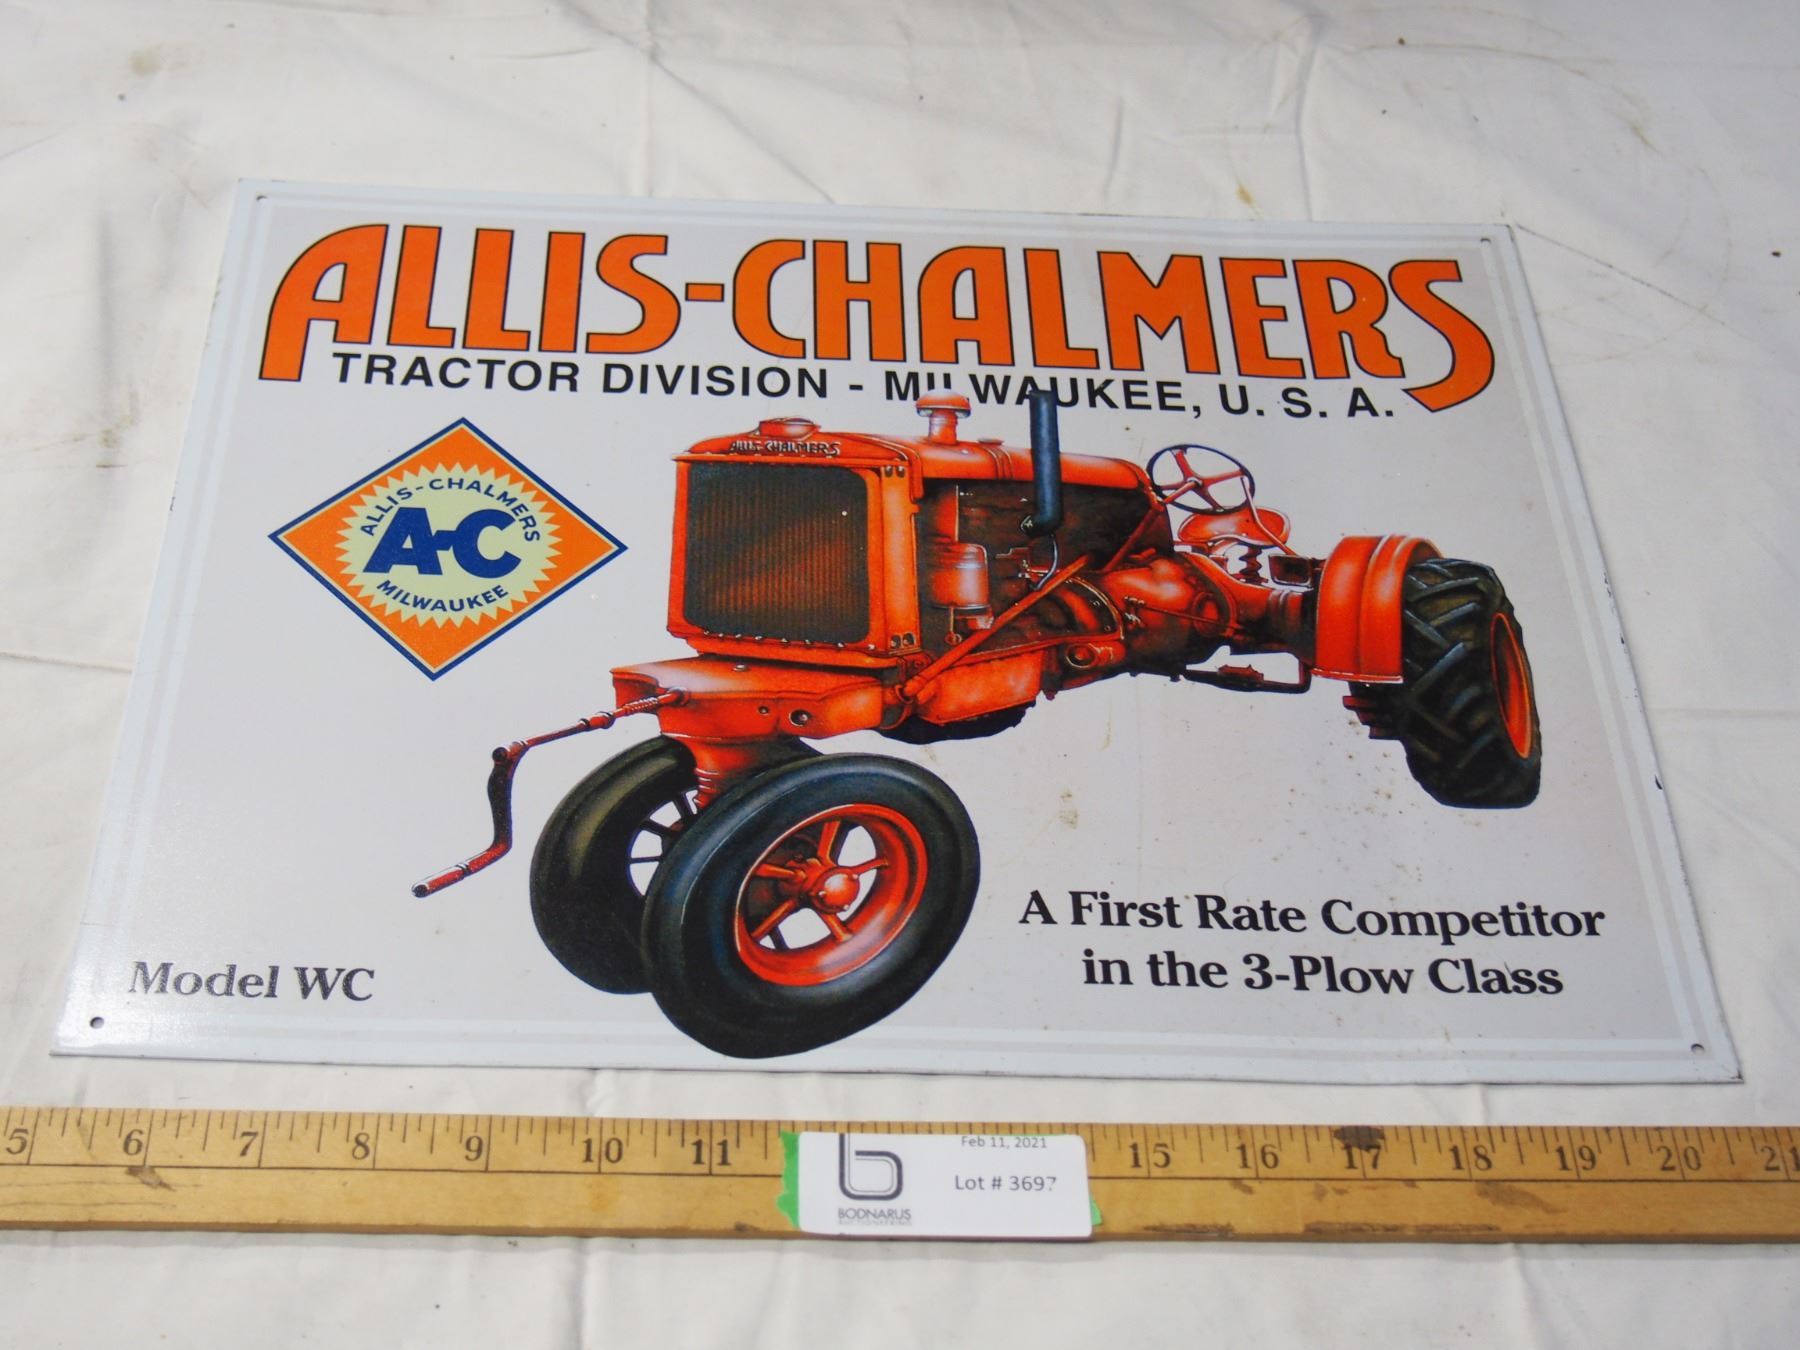 ALLIS-CHALMERS
TRACTOR DIVISION - MILWAUKEE, U. S. A.
ALLIS-CHALMERS
ALLIS-CHALMERS
A-C
MILWAUKEE
A First Rate Competitor
in the 3-Plow Class
Model WC
5 6 7 8 9 10 11 15 16 17 18 19 20 21
Feb 11, 2021
Lot # 3697
b
BODNARUS
AUCTIONEERING